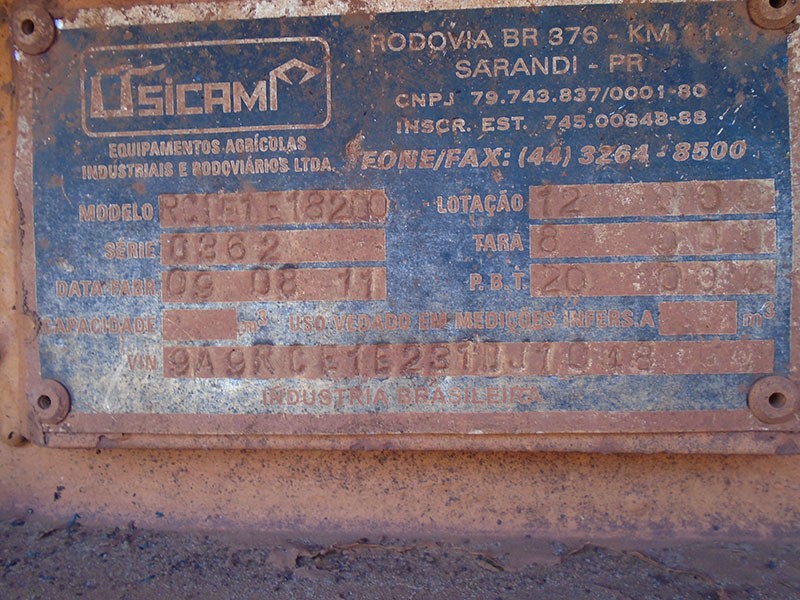 USICAMP
EQUIPAMENTOS AGRÍCOLAS
INDUSTRIAIS E RODOVIÁRIOS LTDA.
RODOVIA BR 376 - KM
SARANDI - PR
CNPJ 79.743.837/0001-80
INSCR. EST. 745.00848-88
FONE/FAX: (44) 3264-8500
MODELO LOTAÇÃO 12
SÉRIE 0362 TARA 8
DATA FABR 09 08 11 P.B.T 20
CAPACIDADE m³ USO VEDADO EM MEDIÇÕES INFERS. A m³
VIN
INDUSTRIA BRASILEIRA